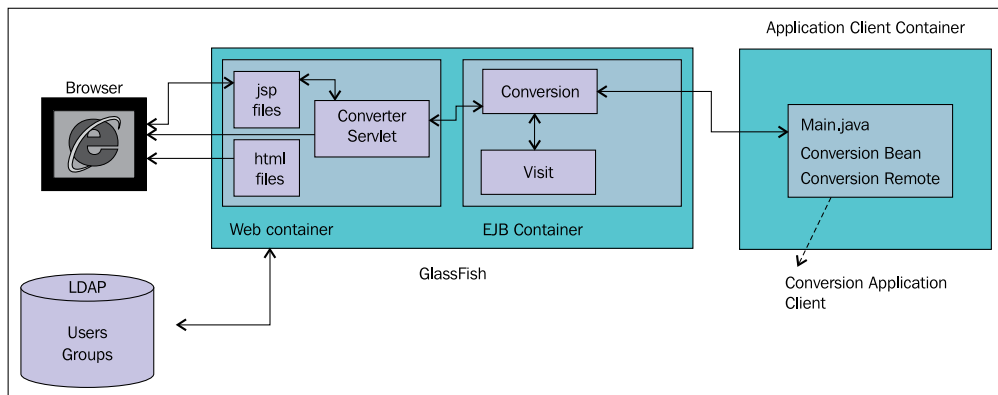 Application Client Container
Browser
jsp
files
Converter
Servlet
html
files
Web container
Conversion
Visit
EJB Container
GlassFish
Main.java
Conversion Bean
Conversion Remote
Conversion Application
Client
LDAP
Users
Groups